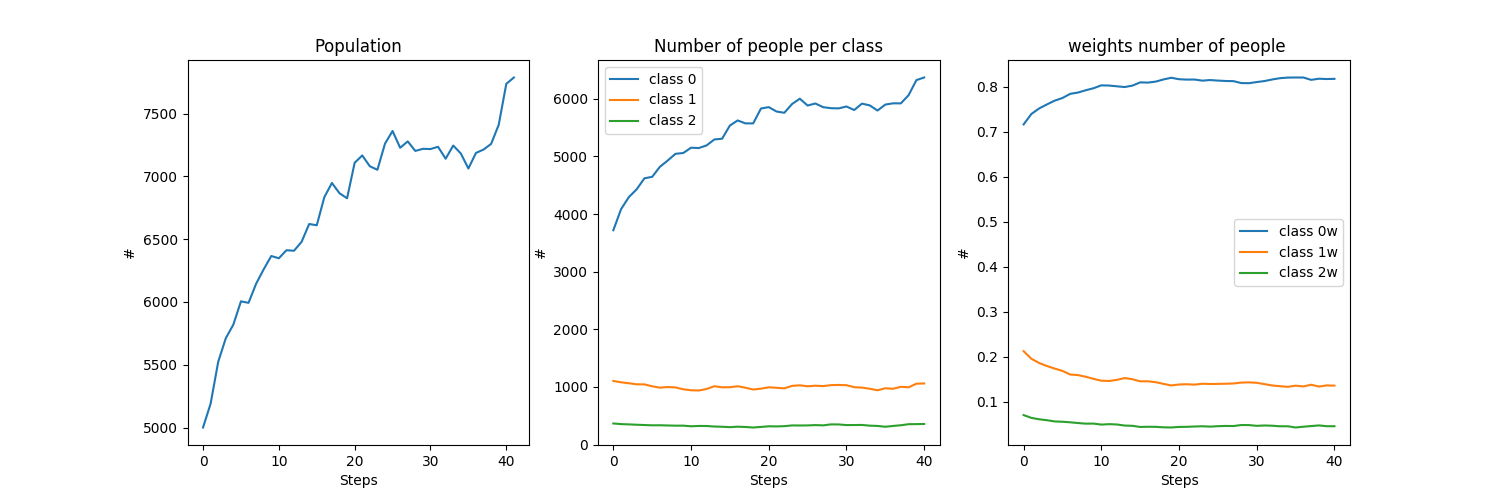 Population
7500
7000
6500
6000
5500
5000
#
0 10 20 30 40
Steps
Number of people per class
class 0
class 1
class 2
6000
5000
4000
3000
2000
1000
0
#
0 10 20 30 40
Steps
weights number of people
0.8
0.7
0.6
0.5
0.4
0.3
0.2
0.1
#
class 0w
class 1w
class 2w
0 10 20 30 40
Steps